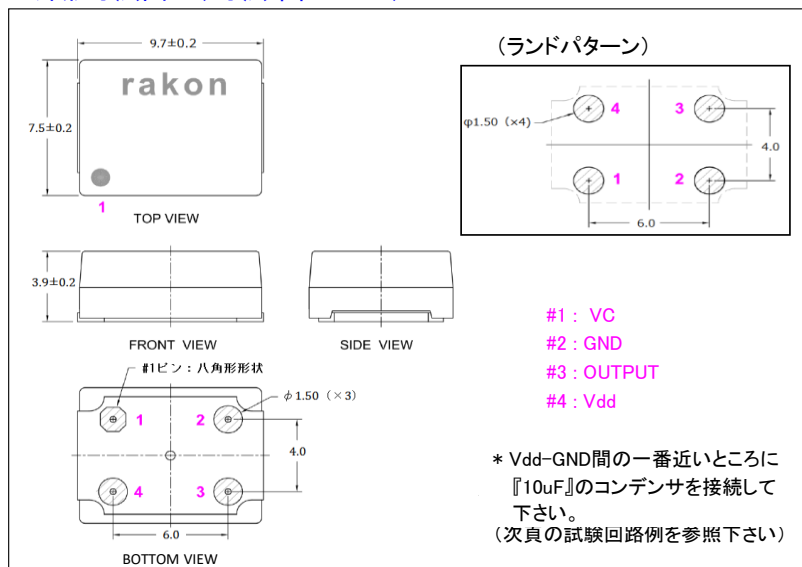 9.7±0.2
rakon
7.5±0.2
1
TOP VIEW
(ランドパターン)
φ1.50 (×4)
4
3
4.0
1
2
6.0
3.9±0.2
FRONT VIEW
SIDE VIEW
#1 : VC
#2 : GND
#3 : OUTPUT
#4 : Vdd
#1ピン : 八角形形状
1
2
φ1.50 (×3)
4.0
4
3
6.0
BOTTOM VIEW
* Vdd-GND間の一番近いところに
『10uF』のコンデンサを接続して
下さい。
(次頁の試験回路例を参照下さい)